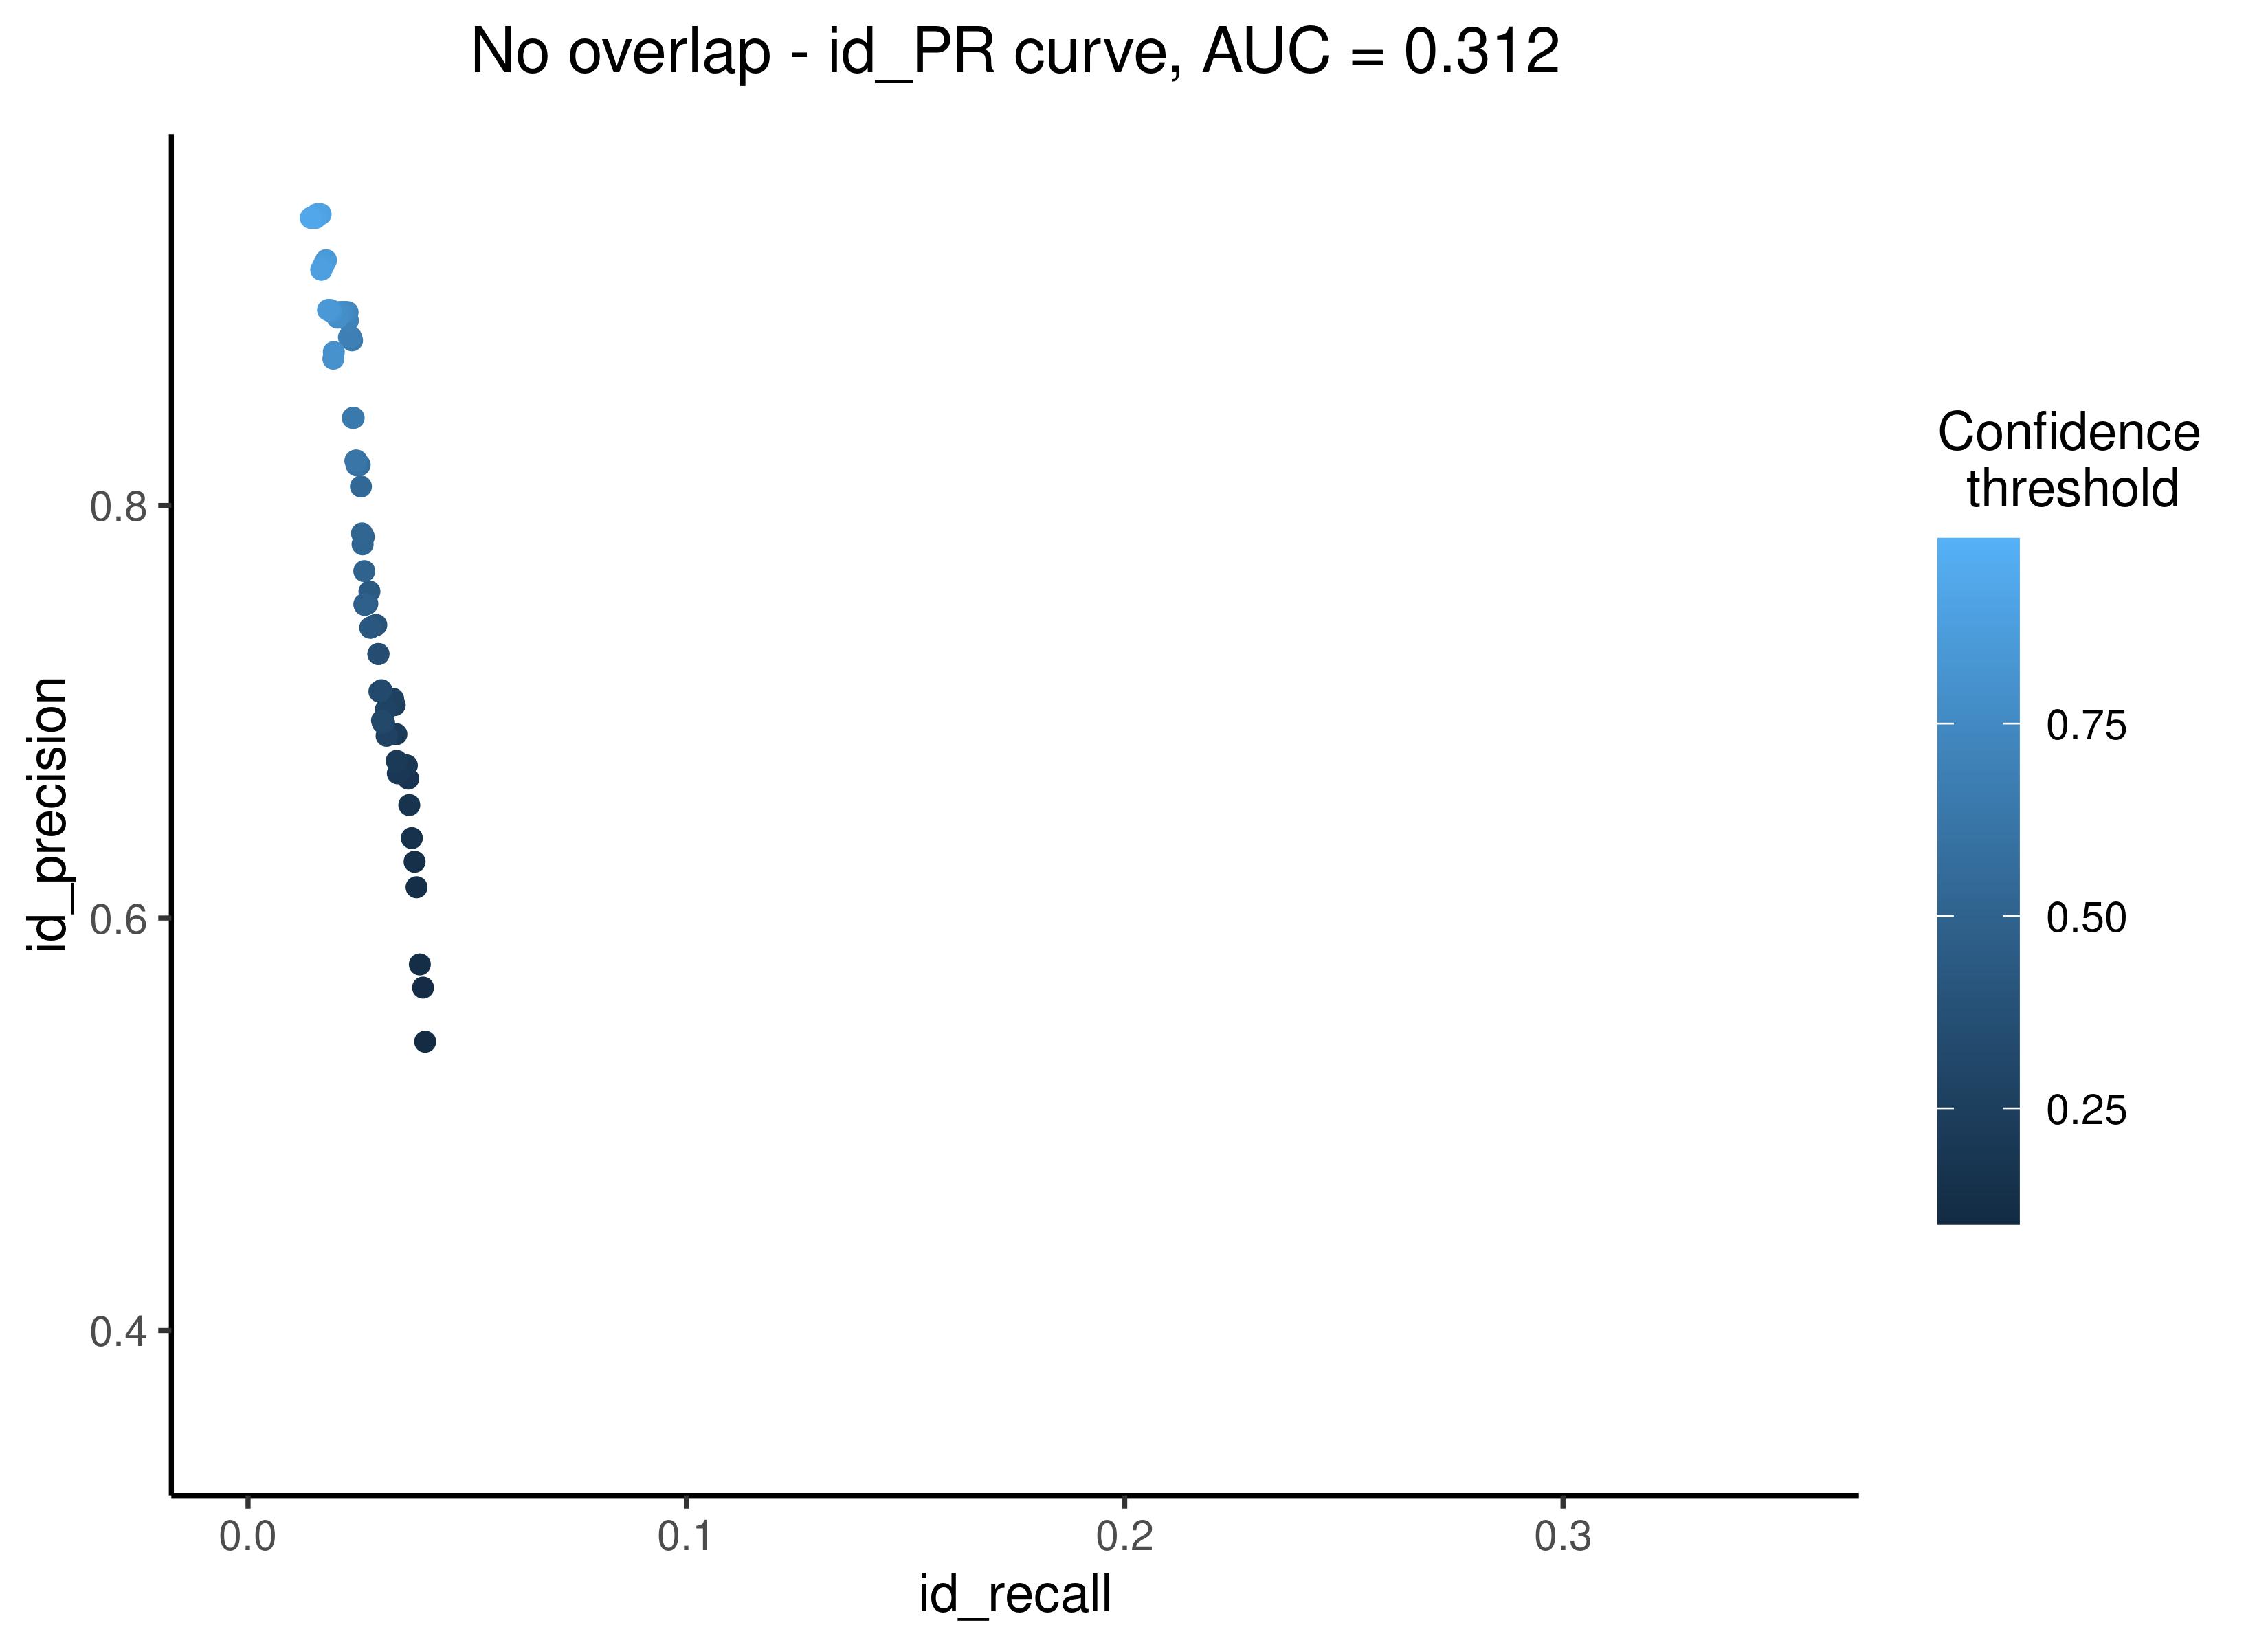 No overlap - id_PR curve, AUC = 0.312
id_precision
0.8
0.6
0.4
0.0
0.1
0.2
0.3
id_recall
Confidence
threshold
0.75
0.50
0.25